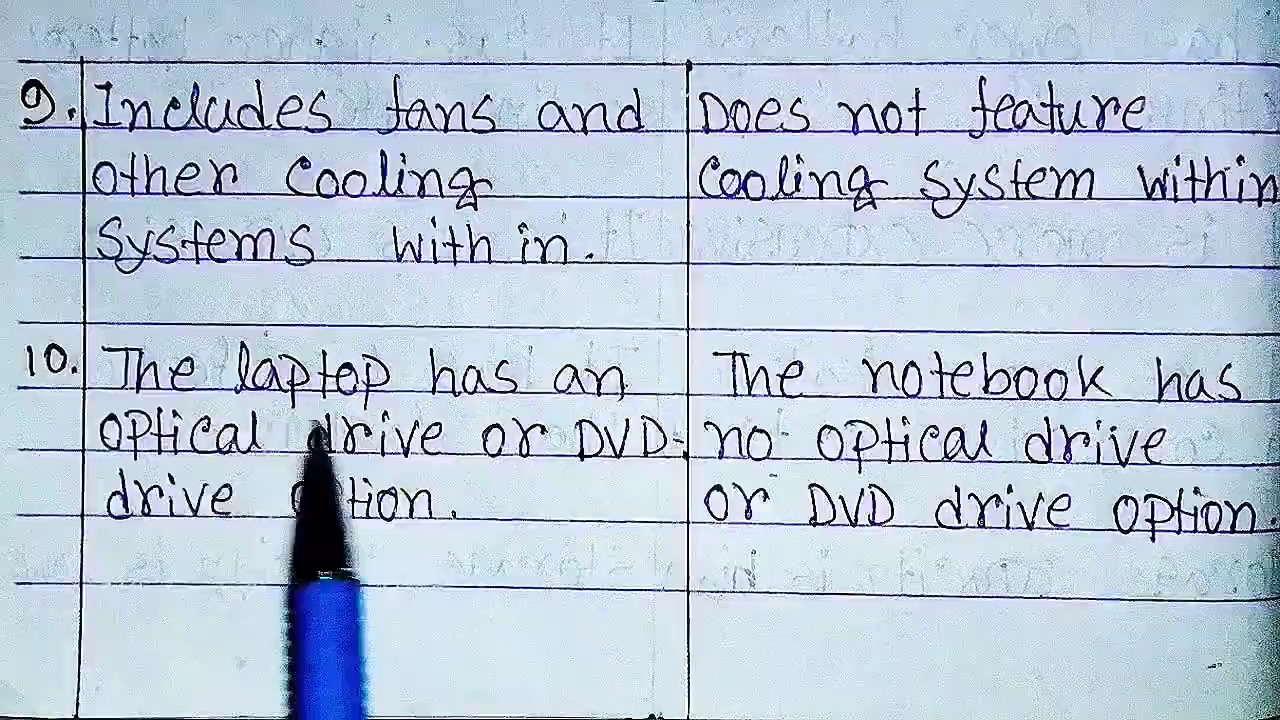 9. Includes fans and
other cooling
systems with in.
Does not feature
cooling system within
10. The laptop has an
optical drive or DVD
drive option.
The notebook has
no optical drive
or DVD drive option.